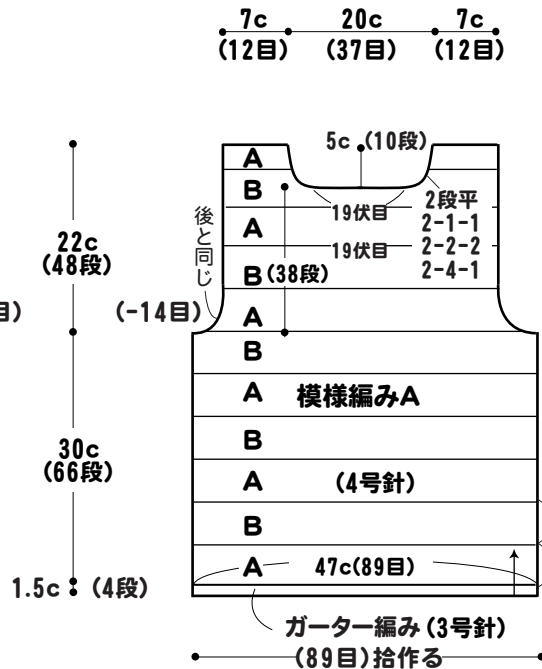 7c 20c 7c
(12目) (37目) (12目)
5c (10段)
A
B
19伏目
2段平
2-1-1
2-2-2
2-4-1
A
19伏目
後と同じ
22c
(48段)
B (38段)
目)
(-14目)
A
B
A 模様編みA
B
30c
(66段)
A (4号針)
B
A 47c(89目)
1.5c (4段)
ガーター編み (3号針)
(89目)拾作る